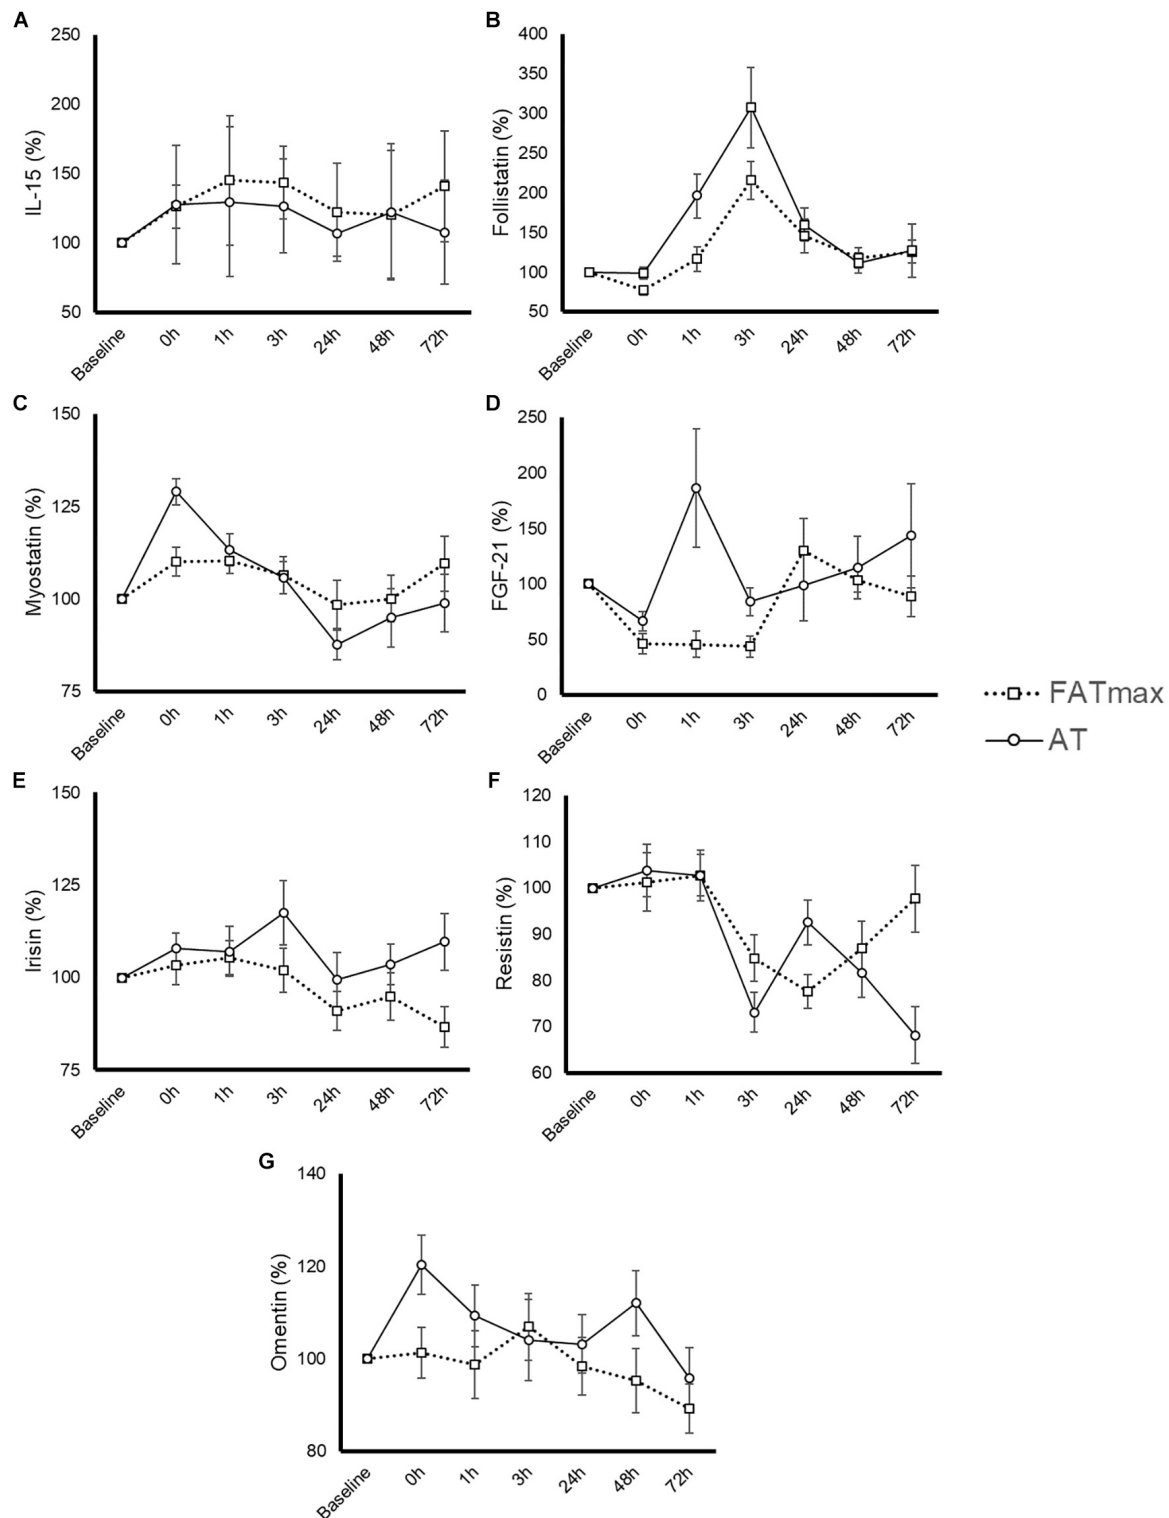 A
IL-15 (%)
250
200
150
100
50
Baseline 0h 1h 3h 24h 48h 72h
B
Follistatin (%)
400
350
300
250
200
150
100
50
Baseline 0h 1h 3h 24h 48h 72h
C
Myostatin (%)
150
125
100
75
Baseline 0h 1h 3h 24h 48h 72h
D
FGF-21 (%)
250
200
150
100
50
0
Baseline 0h 1h 3h 24h 48h 72h
FATmax
AT
E
Irisin (%)
150
125
100
75
Baseline 0h 1h 3h 24h 48h 72h
F
Resistin (%)
120
110
100
90
80
70
60
Baseline 0h 1h 3h 24h 48h 72h
G
Omentin (%)
140
120
100
80
Baseline 0h 1h 3h 24h 48h 72h